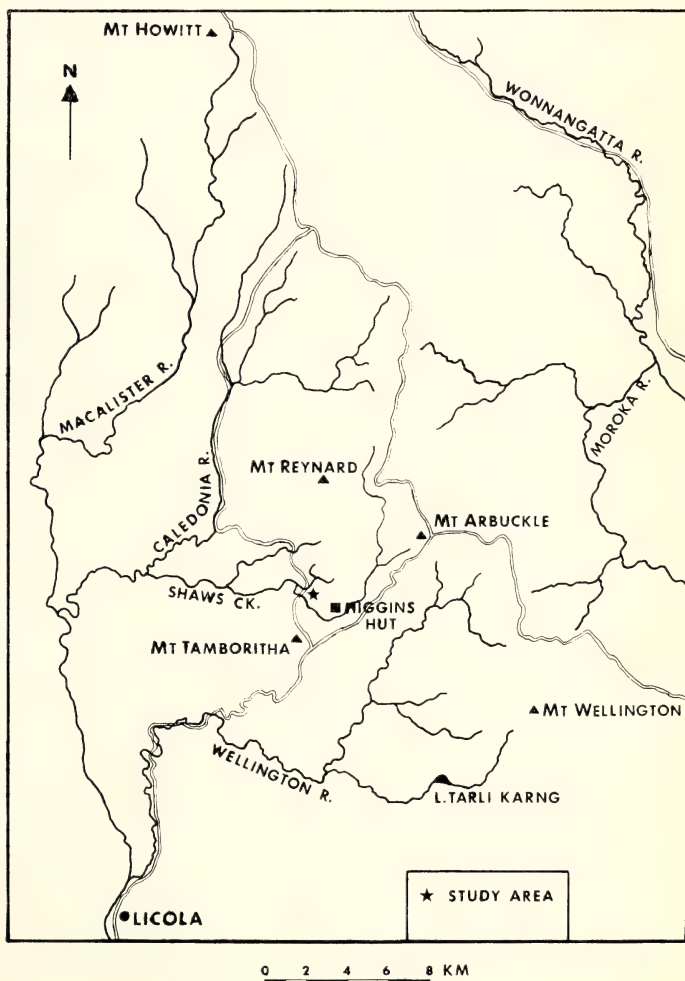 MT HOWITT
N
WONNANGATTA R.
MACALISTER R.
MOROKA R.
CALEDONIA R.
MT REYNARD
MT ARBUCKLE
SHAWS CK.
HIGGINS
HUT
MT TAMBORITHA
MT WELLINGTON
WELLINGTON R.
L.TARLI KARNG
STUDY AREA
LICOLA
0 2 4 6 8 KM